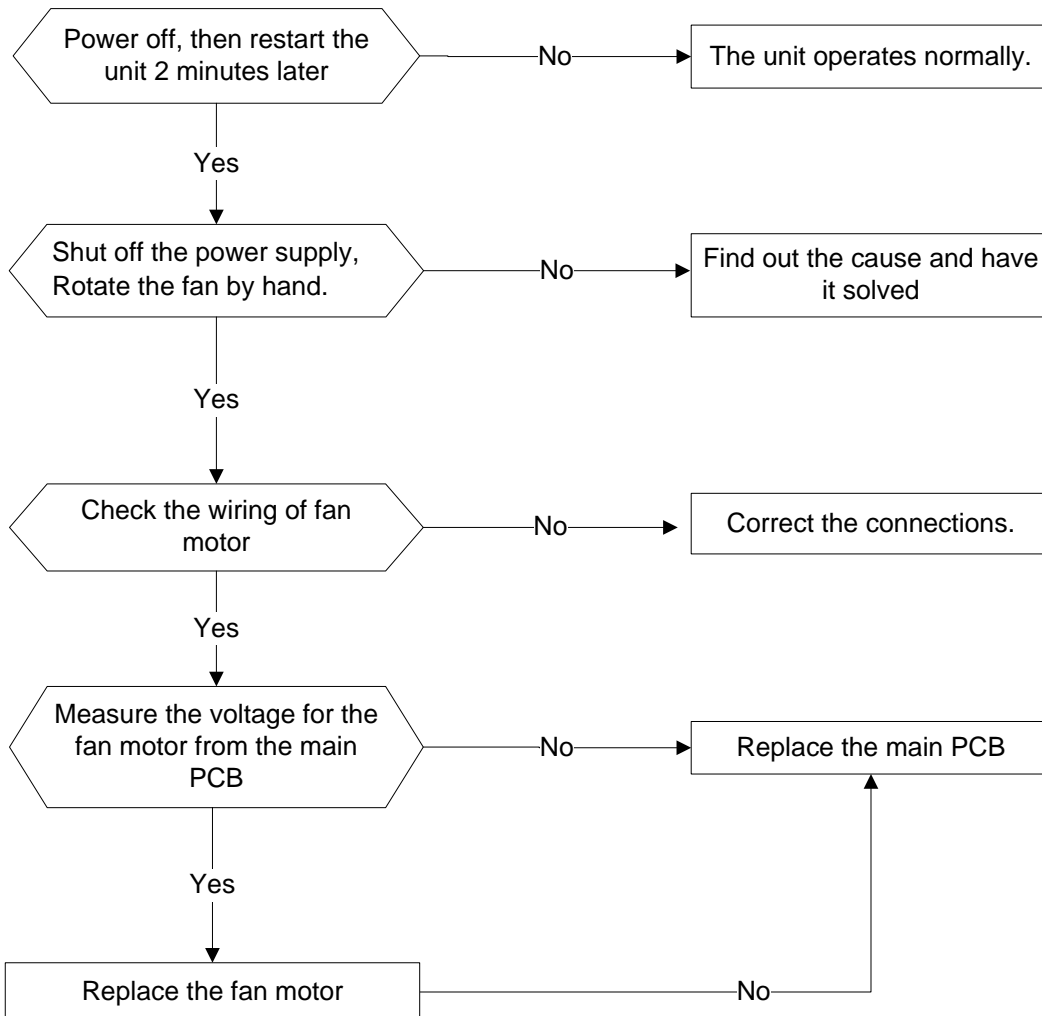 Power off, then restart the
unit 2 minutes later
No
The unit operates normally.
Yes
Shut off the power supply,
Rotate the fan by hand.
No
Find out the cause and have
it solved
Yes
Check the wiring of fan
motor
No
Correct the connections.
Yes
Measure the voltage for the
fan motor from the main
PCB
No
Replace the main PCB
Yes
Replace the fan motor
No